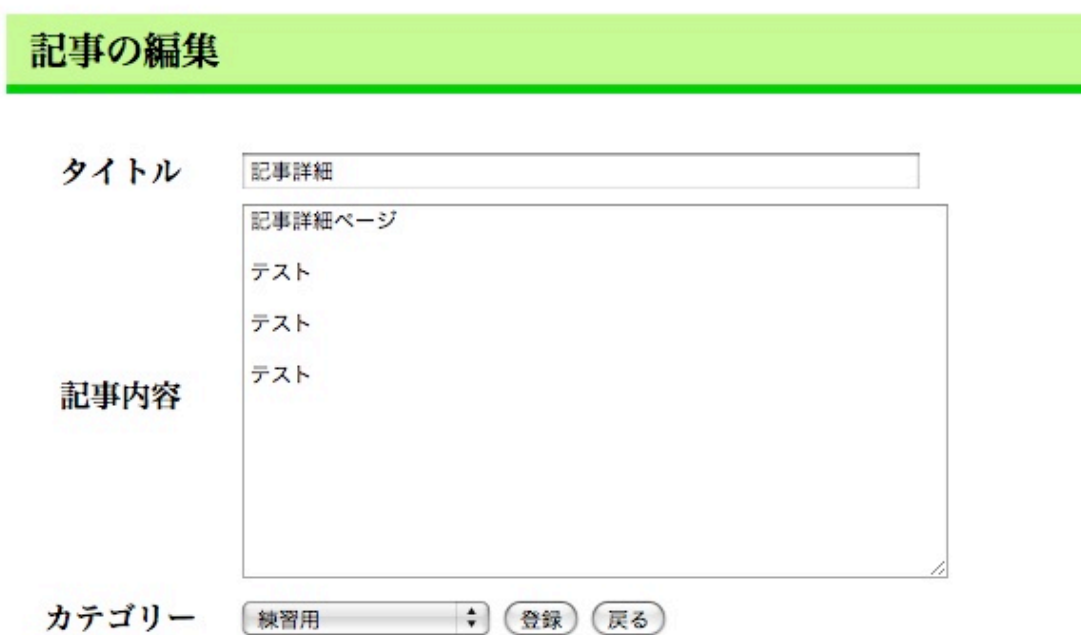 記事の編集
タイトル 記事詳細
記事詳細ページ
テスト
テスト
テスト
記事内容
カテゴリー 練習用 登録 戻る